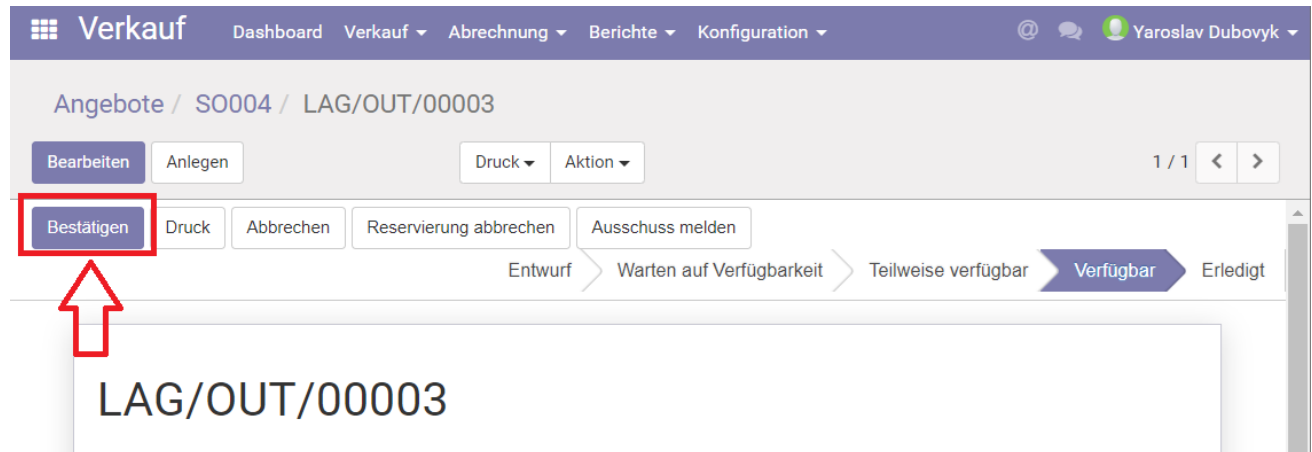 Verkauf Dashboard Verkauf Abrechnung Berichte Konfiguration @ Yaroslav Dubovyk
Angebote / SO004 / LAG/OUT/00003
Bearbeiten Anlegen Druck Aktion 1 / 1
Bestätigen Druck Abbrechen Reservierung abbrechen Ausschuss melden
Entwurf Warten auf Verfügbarkeit Teilweise verfügbar Verfügbar Erledigt
LAG/OUT/00003